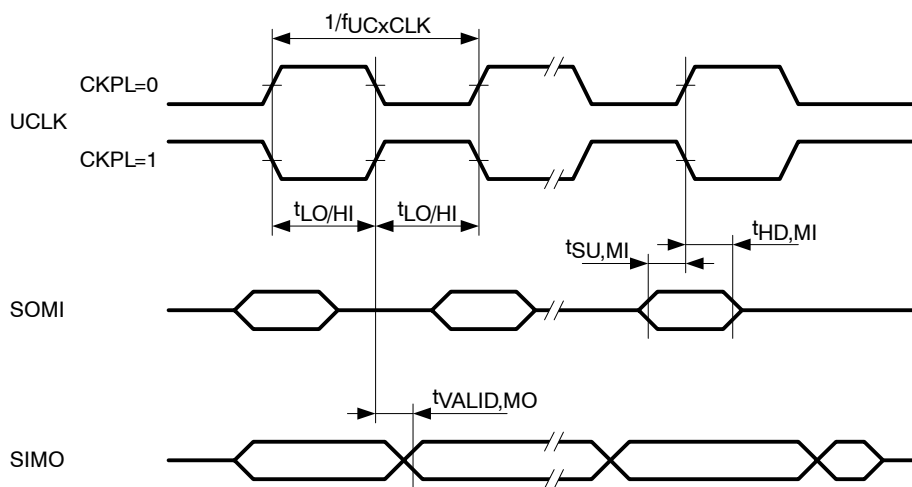 1/fUCxCLK
CKPL=0
UCLK
CKPL=1
tLO/HI tLO/HI
tHD,MI
tSU,MI
SOMI
tVALID,MO
SIMO